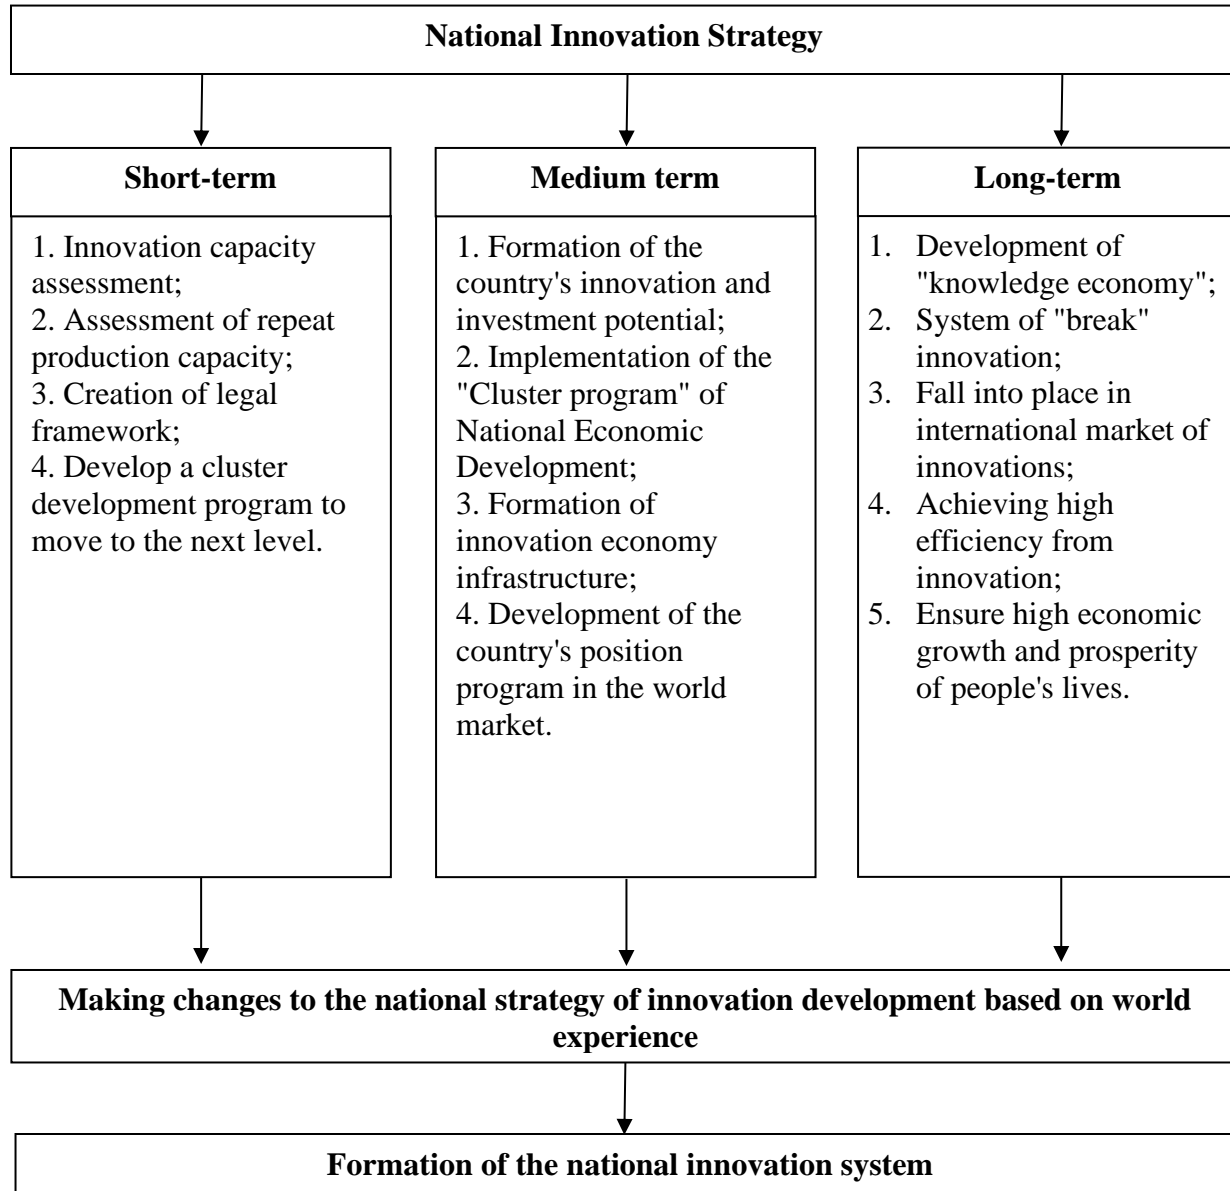 National Innovation Strategy
Short-term
1. Innovation capacity
assessment;
2. Assessment of repeat
production capacity;
3. Creation of legal
framework;
4. Develop a cluster
development program to
move to the next level.
Medium term
1. Formation of the
country's innovation and
investment potential;
2. Implementation of the
"Cluster program" of
National Economic
Development;
3. Formation of
innovation economy
infrastructure;
4. Development of the
country's position
program in the world
market.
Long-term
1. Development of
"knowledge economy";
2. System of "break"
innovation;
3. Fall into place in
international market of
innovations;
4. Achieving high
efficiency from
innovation;
5. Ensure high economic
growth and prosperity
of people's lives.
Making changes to the national strategy of innovation development based on world
experience
Formation of the national innovation system